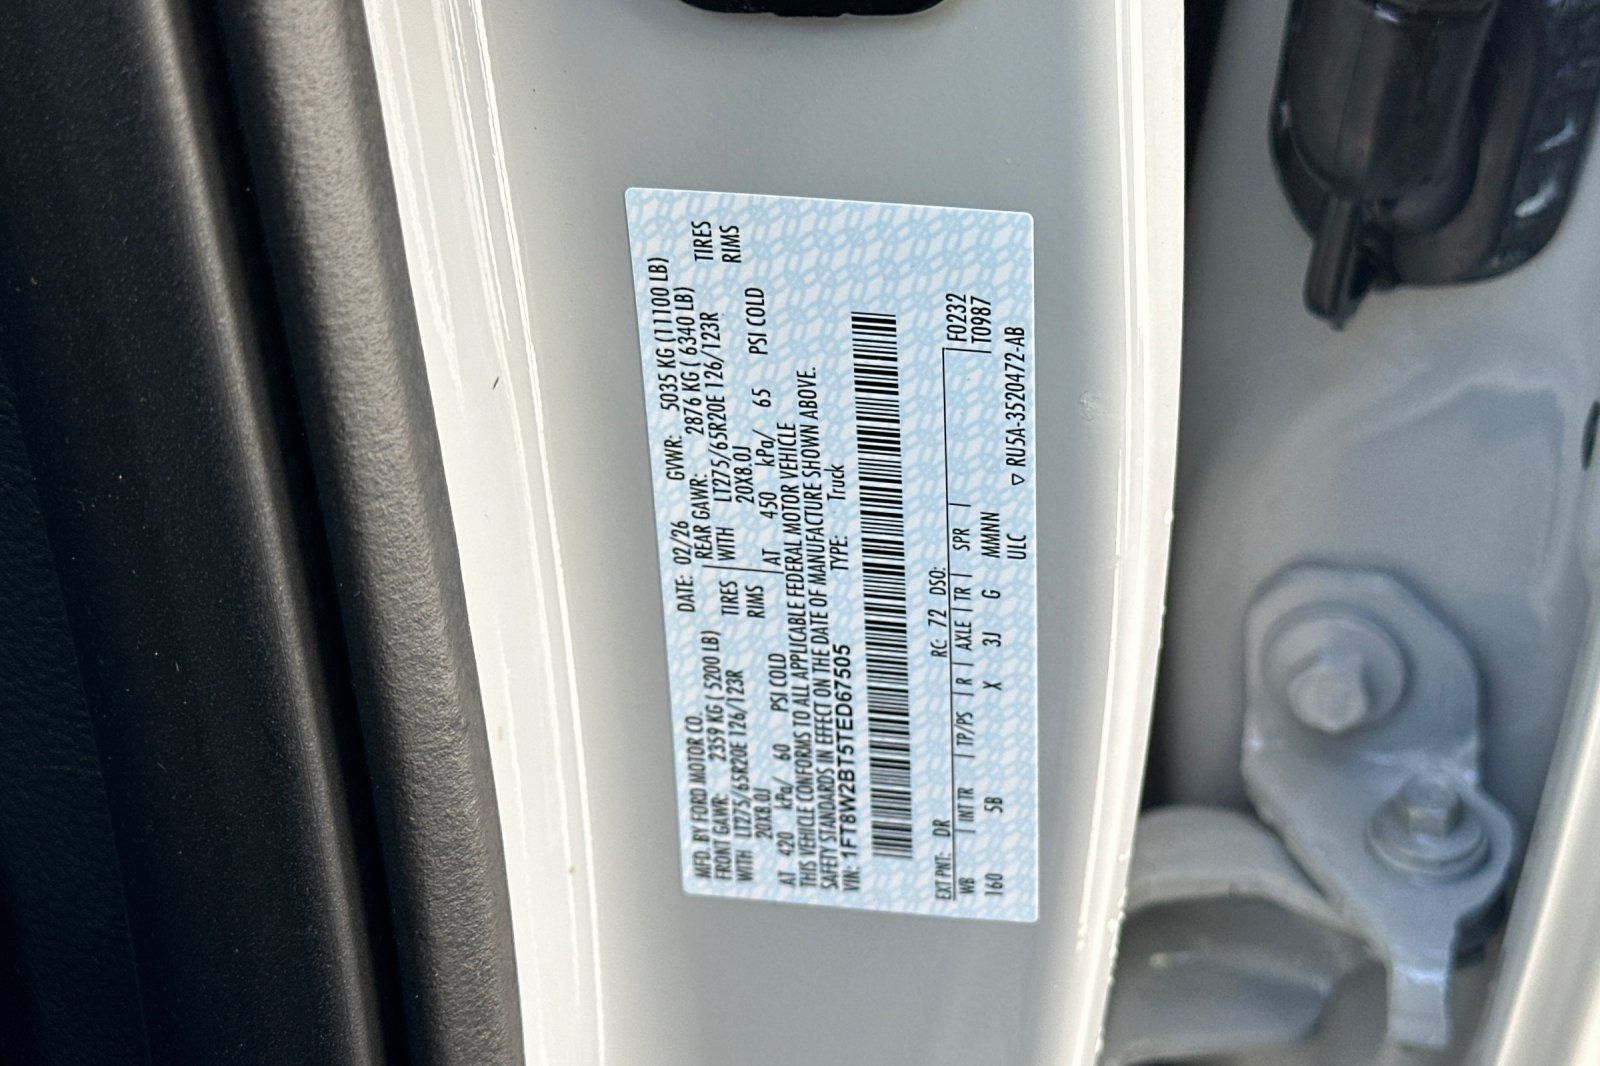 MFD. BY FORD MOTOR CO.
DATE: 02/26 GVWR: 5035 KG (11100 LB)
FRONT GAWR: 2359 KG ( 5200 LB) REAR GAWR: 2876 KG ( 6340 LB)
WITH LT275/65R20E 126/123R TIRES WITH LT275/65R20E 126/123R TIRES
20X8.0J RIMS 20X8.0J RIMS
AT 420 kPa/ 60 PSI COLD AT 450 kPa/ 65 PSI COLD
THIS VEHICLE CONFORMS TO ALL APPLICABLE FEDERAL MOTOR VEHICLE
SAFETY STANDARDS IN EFFECT ON THE DATE OF MANUFACTURE SHOWN ABOVE.
VIN: 1FT8W2BT5TED67505 TYPE: Truck
EXT PNT: DR RC: 72 DSO: F0232
WB INT TR TP/PS R AXLE TR SPR T0987
160 5B X 3J G MMNNN
ULC ▽ RU5A-3520472-AB